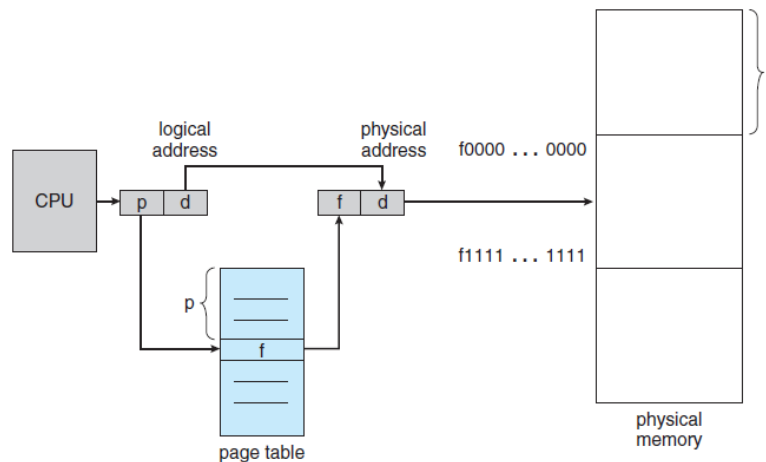 logical
address
physical
address
f0000 ... 0000
CPU
p
d
f
d
f1111 ... 1111
p
f
page table
physical
memory